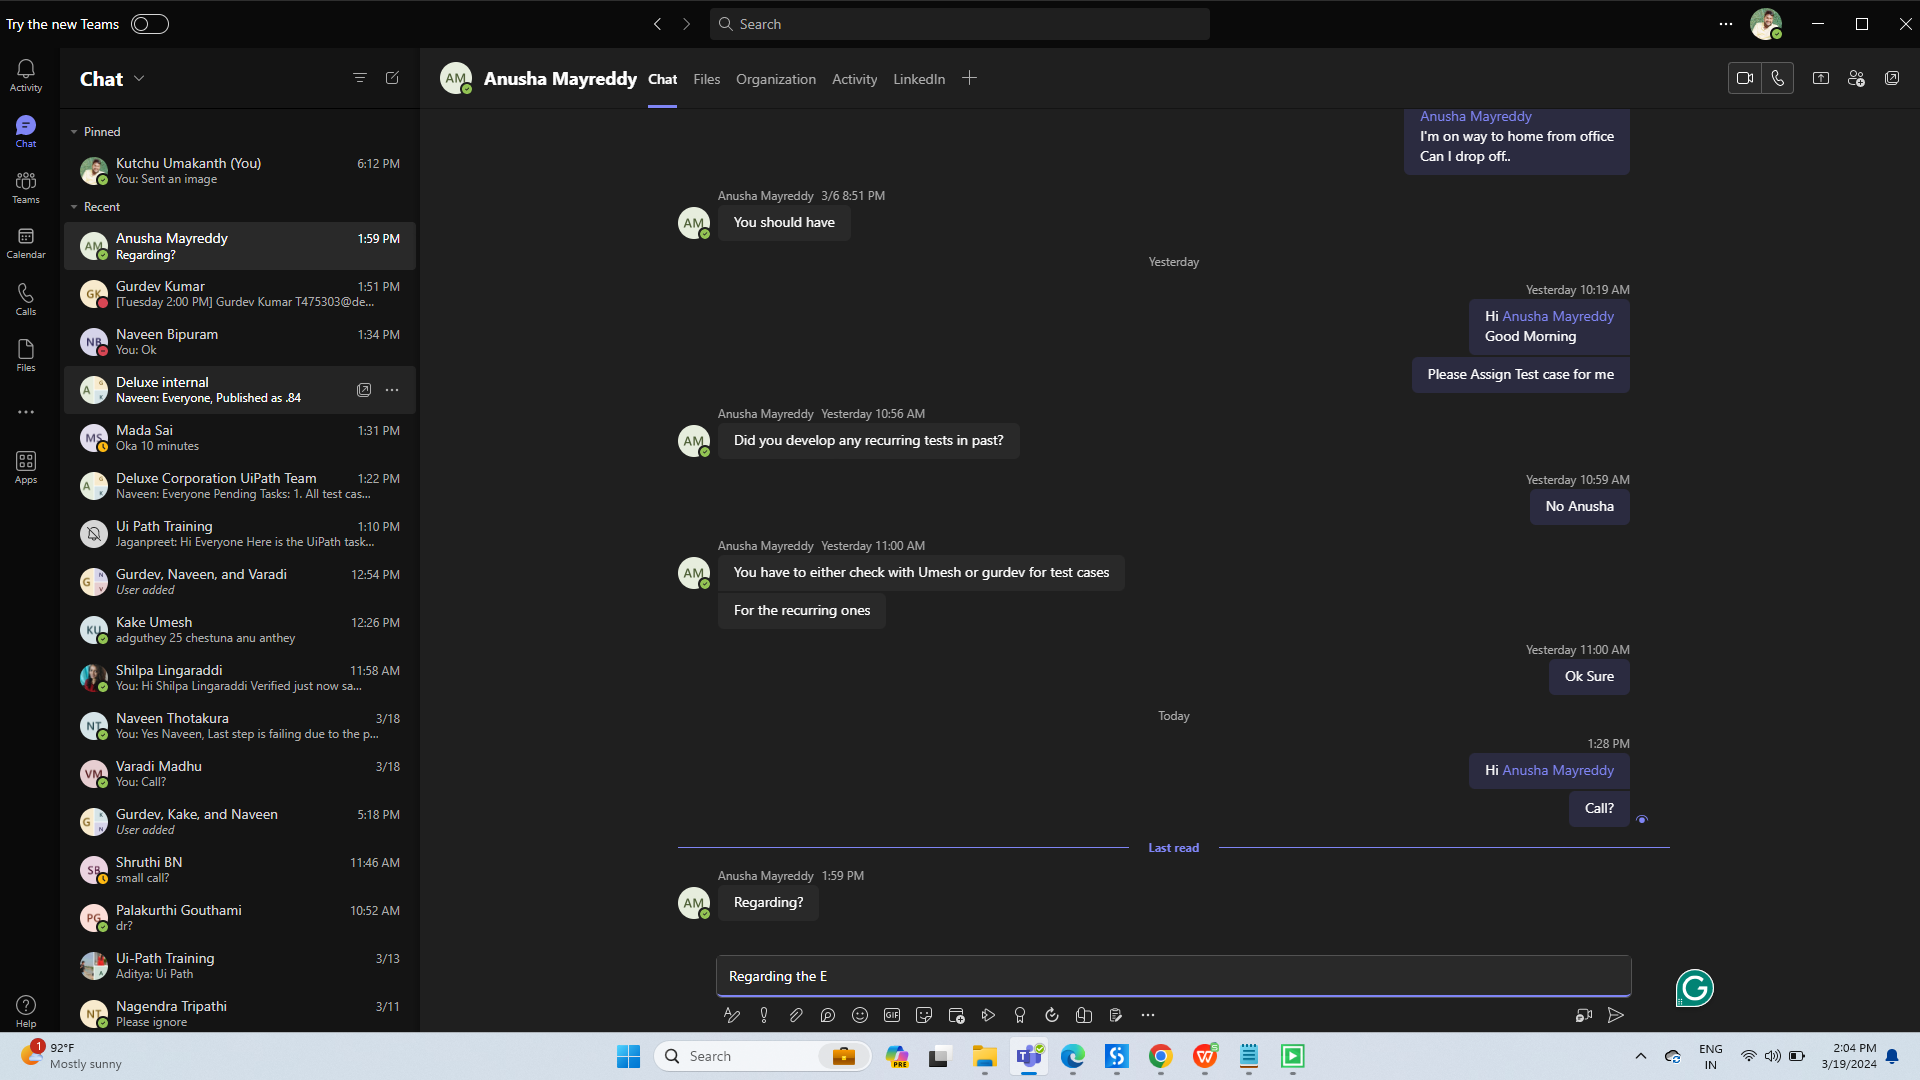 Try the new Teams
Search
Activity
Chat
Teams
Calendar
Calls
Files
Apps
Help
Chat
Pinned
Kutchu Umakanth (You) 6:12 PM
You: Sent an image
Recent
Anusha Mayreddy 1:59 PM
Regarding?
Gurdev Kumar 1:51 PM
[Tuesday 2:00 PM] Gurdev Kumar T475303@de...
Naveen Bipuram 1:34 PM
You: Ok
Deluxe internal
Naveen: Everyone, Published as .84
Mada Sai 1:31 PM
Oka 10 minutes
Deluxe Corporation UiPath Team 1:22 PM
Naveen: Everyone Pending Tasks: 1. All test cas...
Ui Path Training 1:10 PM
Jaganpreet: Hi Everyone Here is the UiPath task...
Gurdev, Naveen, and Varadi 12:54 PM
User added
Kake Umesh 12:26 PM
adguthey 25 chestuna anu anthey
Shilpa Lingaraddi 11:58 AM
You: Hi Shilpa Lingaraddi Verified just now sa...
Naveen Thotakura 3/18
You: Yes Naveen, Last step is failing due to the p...
Varadi Madhu 3/18
You: Call?
Gurdev, Kake, and Naveen 5:18 PM
User added
Shruthi BN 11:46 AM
small call?
Palakurthi Gouthami 10:52 AM
dr?
Ui-Path Training 3/13
Aditya: Ui Path
Nagendra Tripathi 3/11
Please ignore
AM Anusha Mayreddy Chat Files Organization Activity LinkedIn
Anusha Mayreddy
I'm on way to home from office
Can I drop off..
Anusha Mayreddy 3/6 8:51 PM
AM You should have
Yesterday
Yesterday 10:19 AM
Hi Anusha Mayreddy
Good Morning
Please Assign Test case for me
Anusha Mayreddy Yesterday 10:56 AM
AM Did you develop any recurring tests in past?
Yesterday 10:59 AM
No Anusha
Anusha Mayreddy Yesterday 11:00 AM
AM You have to either check with Umesh or gurdev for test cases
For the recurring ones
Yesterday 11:00 AM
Ok Sure
Today
1:28 PM
Hi Anusha Mayreddy
Call?
Last read
Anusha Mayreddy 1:59 PM
AM Regarding?
Regarding the E
GIF
1 92°F
Mostly sunny
Search
PRE
ENG
IN
2:04 PM
3/19/2024